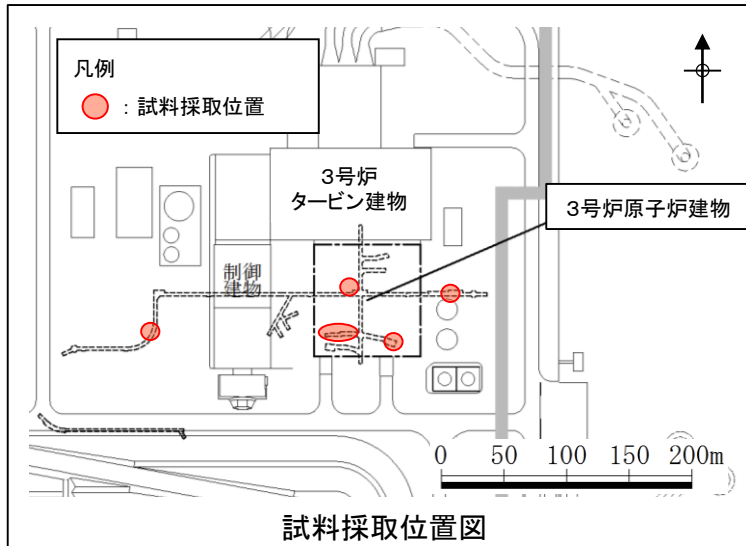 凡例
：試料採取位置
3号炉
タービン建物
3号炉原子炉建物
制御
建物
0 50 100 150 200m
試料採取位置図